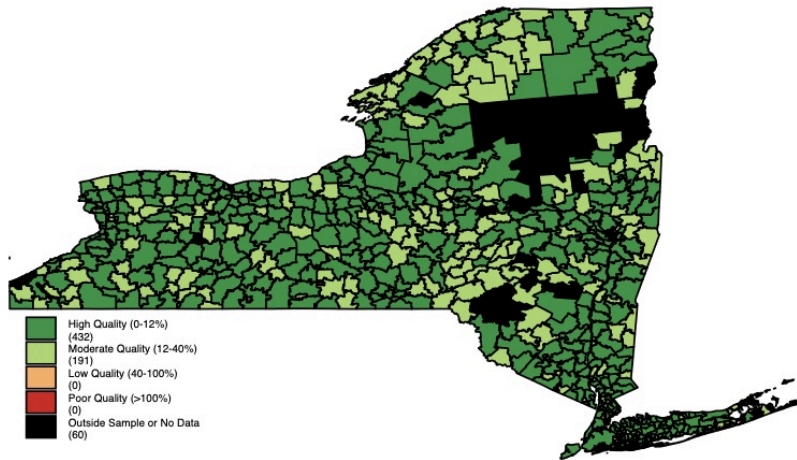 High Quality (0-12%)
(432)
Moderate Quality (12-40%)
(191)
Low Quality (40-100%)
(0)
Poor Quality (>100%)
(0)
Outside Sample or No Data
(60)